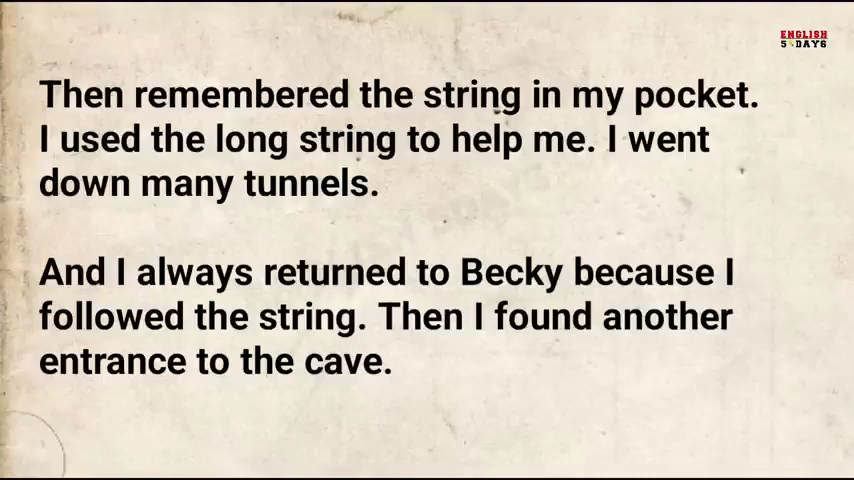 ENGLISH
5 DAYS
Then remembered the string in my pocket.
I used the long string to help me. I went
down many tunnels.
And I always returned to Becky because I
followed the string. Then I found another
entrance to the cave.